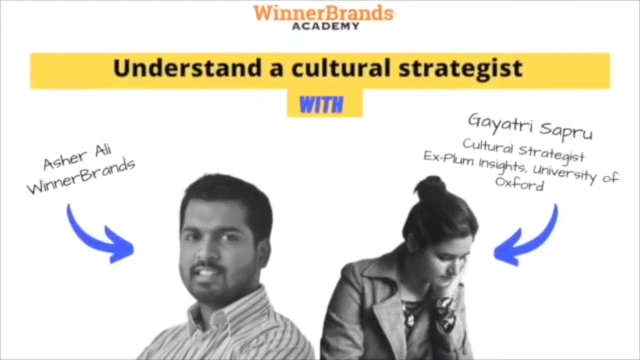 WinnerBrands
ACADEMY
Understand a cultural strategist
WITH
Asher Ali
WinnerBrands
Gayatri Sapru
Cultural Strategist
Ex-Plum Insights, University of
Oxford